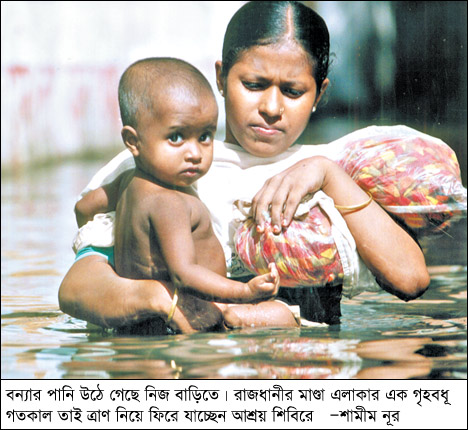 বন্যার পানি উঠে গেছে নিজ বাড়িতে। রাজধানীর মাণ্ডা এলাকার এক গৃহবধূ
গতকাল তাই ত্রাণ নিয়ে ফিরে যাচ্ছেন আশ্রয় শিবিরে -শামীম নূর